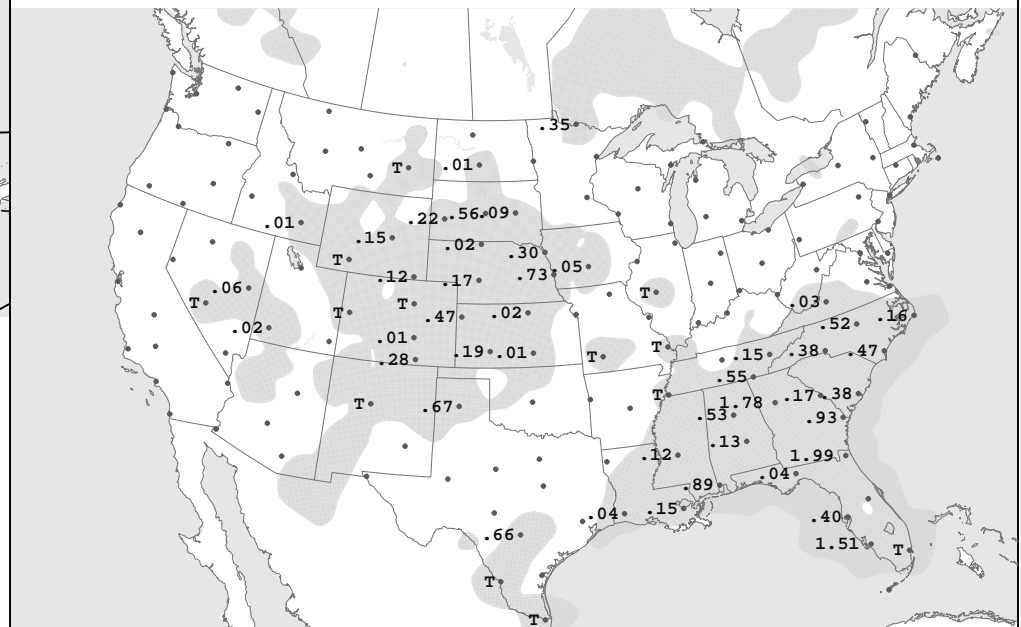 .35
T .01
.01 .22 .56 .09
.15 .02 .30
T .12 .17 .73 .05
.06 T
T T .03
T .47 .02 .52 .16
.02 .01
.28 .19 .01 T T .15 .38 .47
.55
T .67 T 1.78 .17 .38
.53 .93
.13
.12 1.99
.89 .04
.04 .15 .40
.66 1.51 T
T
T